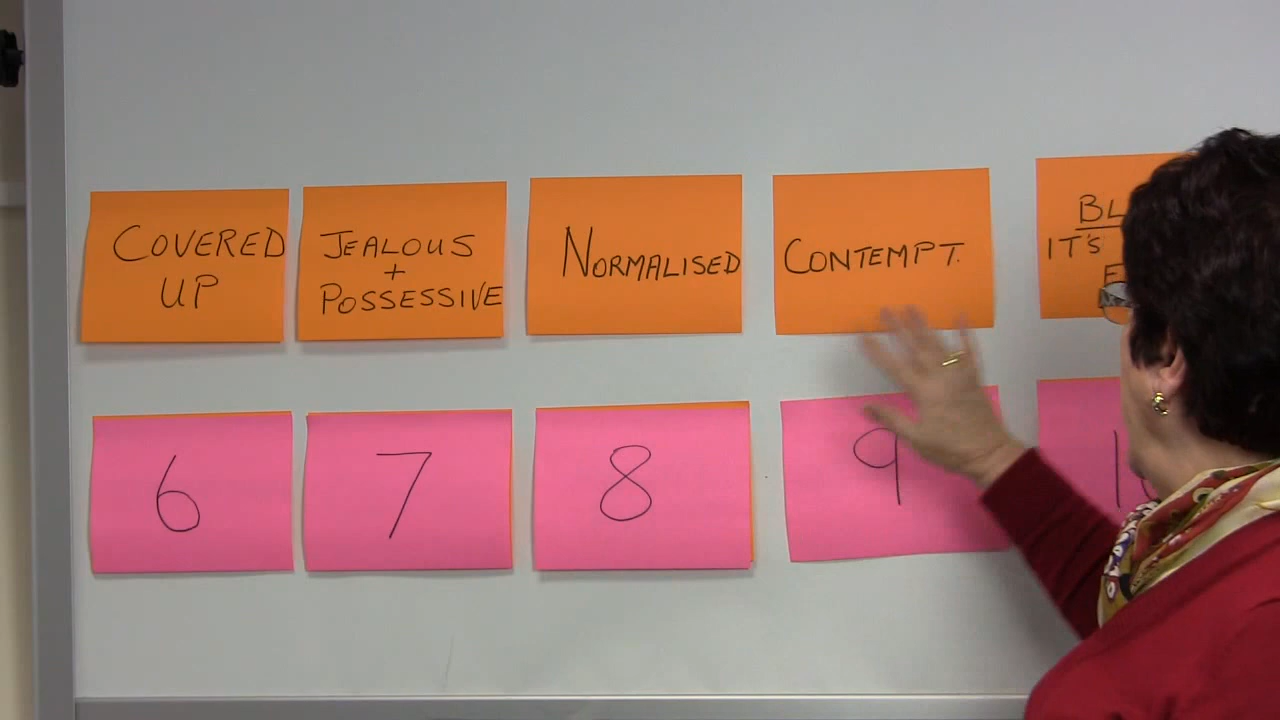 COVERED
UP
JEALOUS
+
POSSESSIVE
NORMALISED
CONTEMPT.
IT'S
6
7
8
9